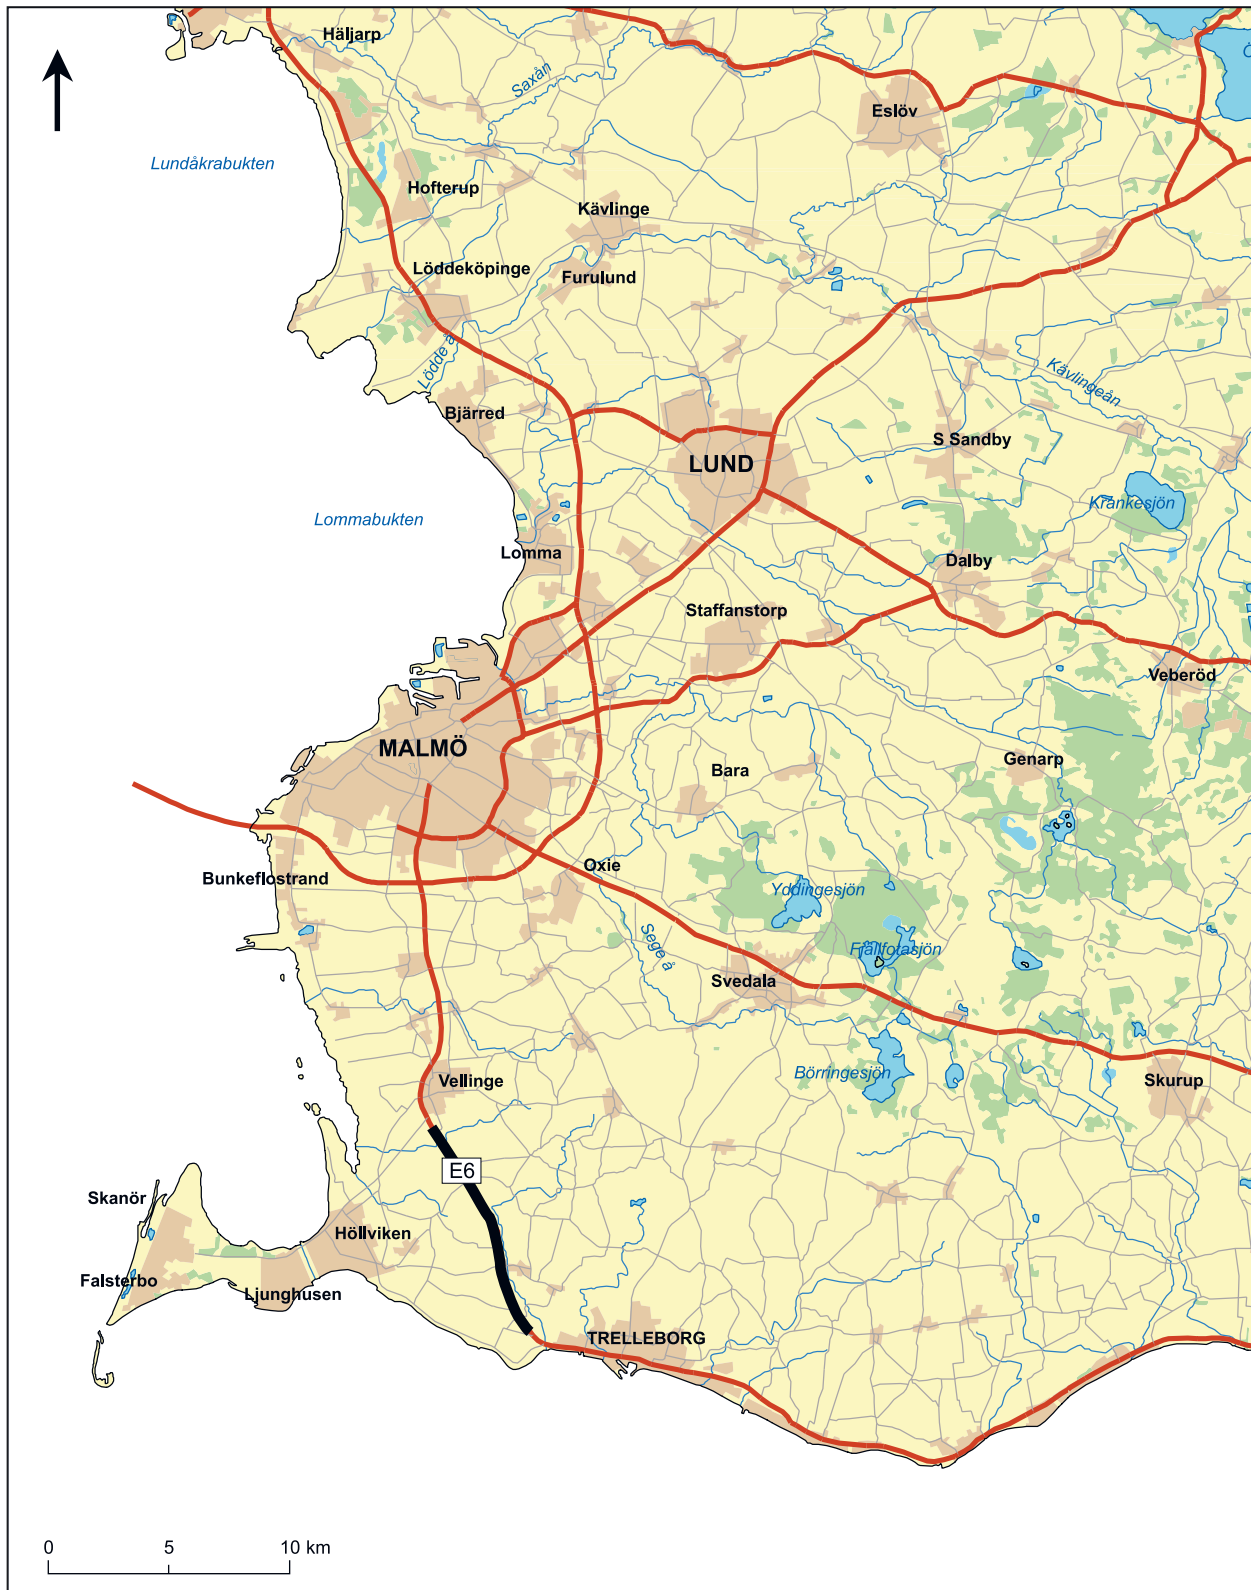 Häljarp
Saxån
Eslöv
Lundåkrabukten
Hofterup
Kävlinge
Löddeköpinge
Furulund
Lödde å
Kävlingeån
Bjärred
S Sandby
LUND
Krankesjön
Lommabukten
Lomma
Dalby
Staffanstorp
Veberöd
MALMÖ
Genarp
Bara
Oxie
Bunkeflostrand
Yddingesjön
Sege å
Fjällfotasjön
Svedala
Börringesjön
Vellinge
Skurup
E6
Skanör
Höllviken
Falsterbo
Ljunghusen
TRELLEBORG
0 5 10 km